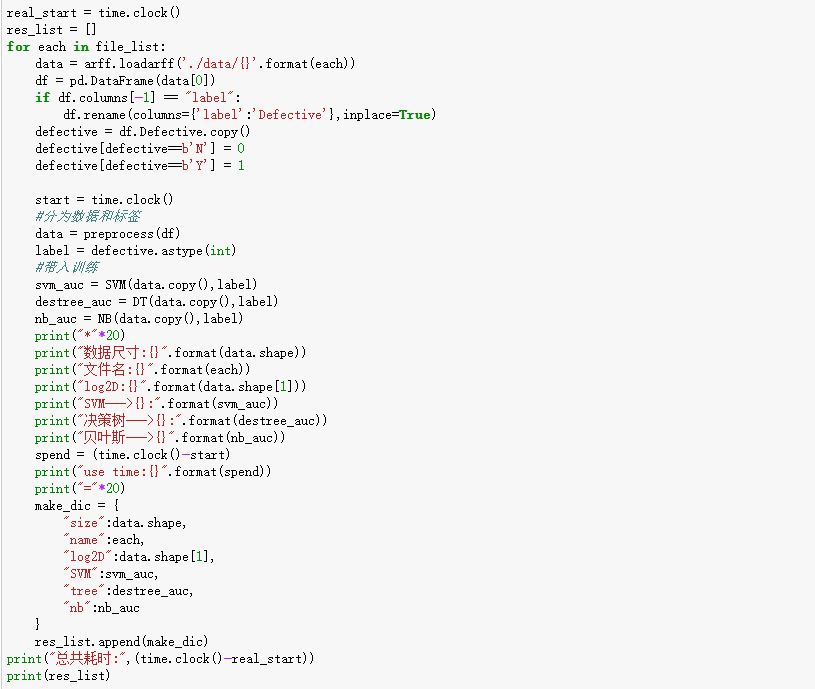 real_start = time.clock()
res_list = []
for each in file_list:
    data = arff.loadarff('./data/{}'.format(each))
    df = pd.DataFrame(data[0])
    if df.columns[-1] == "label":
        df.rename(columns={'label':'Defective'},inplace=True)
    defective = df.Defective.copy()
    defective[defective==b'N'] = 0
    defective[defective==b'Y'] = 1

    start = time.clock()
    #分为数据和标签
    data = preprocess(df)
    label = defective.astype(int)
    #带入训练
    svm_auc = SVM(data.copy(),label)
    destree_auc = DT(data.copy(),label)
    nb_auc = NB(data.copy(),label)
    print("*"*20)
    print("数据尺寸:{}".format(data.shape))
    print("文件名:{}".format(each))
    print("log2D:{}".format(data.shape[1]))
    print("SVM--->{}:".format(svm_auc))
    print("决策树--->{}:".format(destree_auc))
    print("贝叶斯--->{}".format(nb_auc))
    spend = (time.clock()-start)
    print("use time:{}".format(spend))
    print("="*20)
    make_dic = {
        "size":data.shape,
        "name":each,
        "log2D":data.shape[1],
        "SVM":svm_auc,
        "tree":destree_auc,
        "nb":nb_auc
    }
    res_list.append(make_dic)
print("总共耗时:",(time.clock()-real_start))
print(res_list)